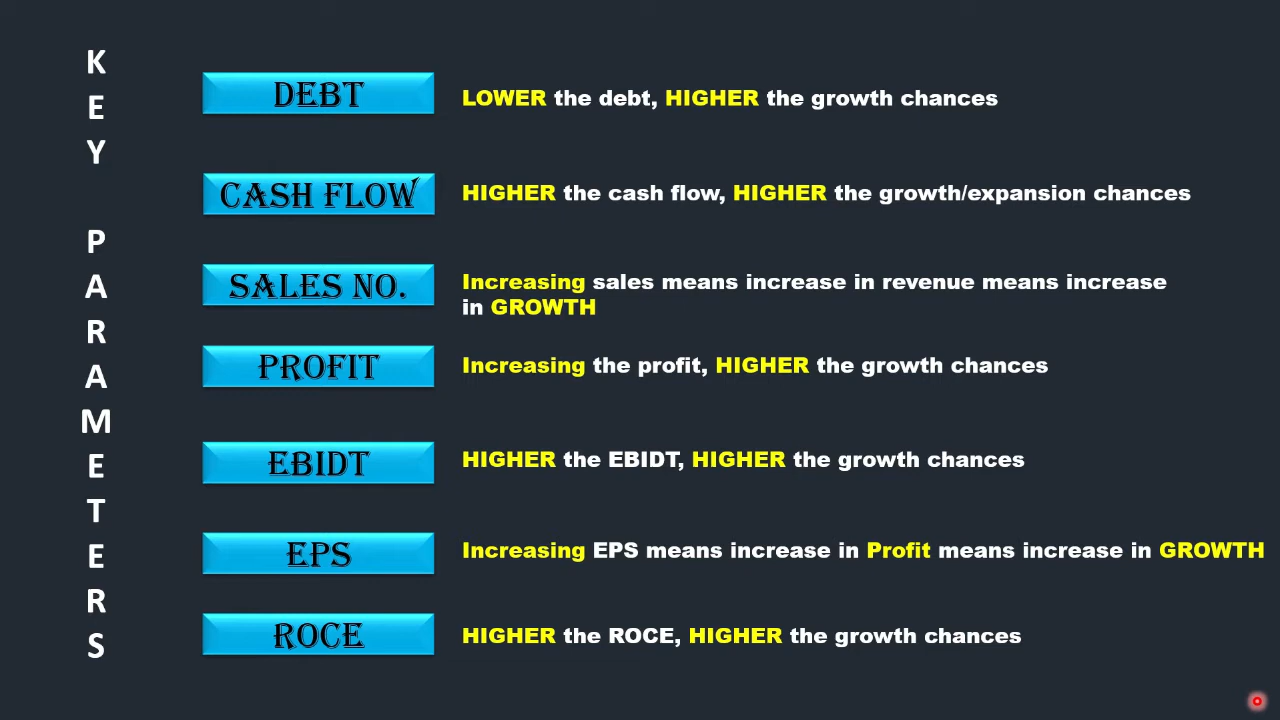 KEY PARAMETERS
DEBT
LOWER the debt, HIGHER the growth chances
CASH FLOW
HIGHER the cash flow, HIGHER the growth/expansion chances
SALES NO.
Increasing sales means increase in revenue means increase
in GROWTH
PROFIT
Increasing the profit, HIGHER the growth chances
EBIDT
HIGHER the EBIDT, HIGHER the growth chances
EPS
Increasing EPS means increase in Profit means increase in GROWTH
ROCE
HIGHER the ROCE, HIGHER the growth chances